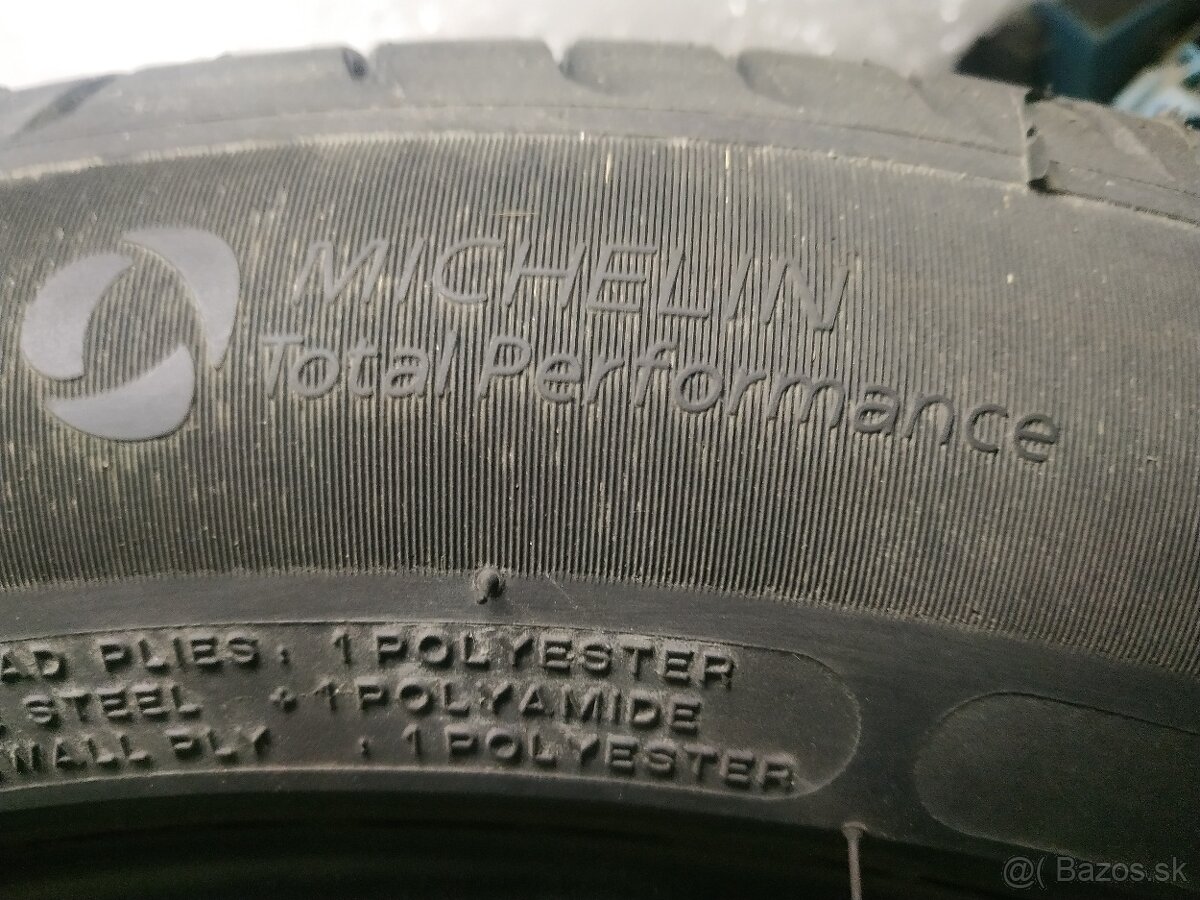 MICHELIN
Total Performance
AD PLIES: 1 POLYESTER
STEEL + 1 POLYAMIDE
WALL PLY : 1 POLYESTER
@( Bazos.sk